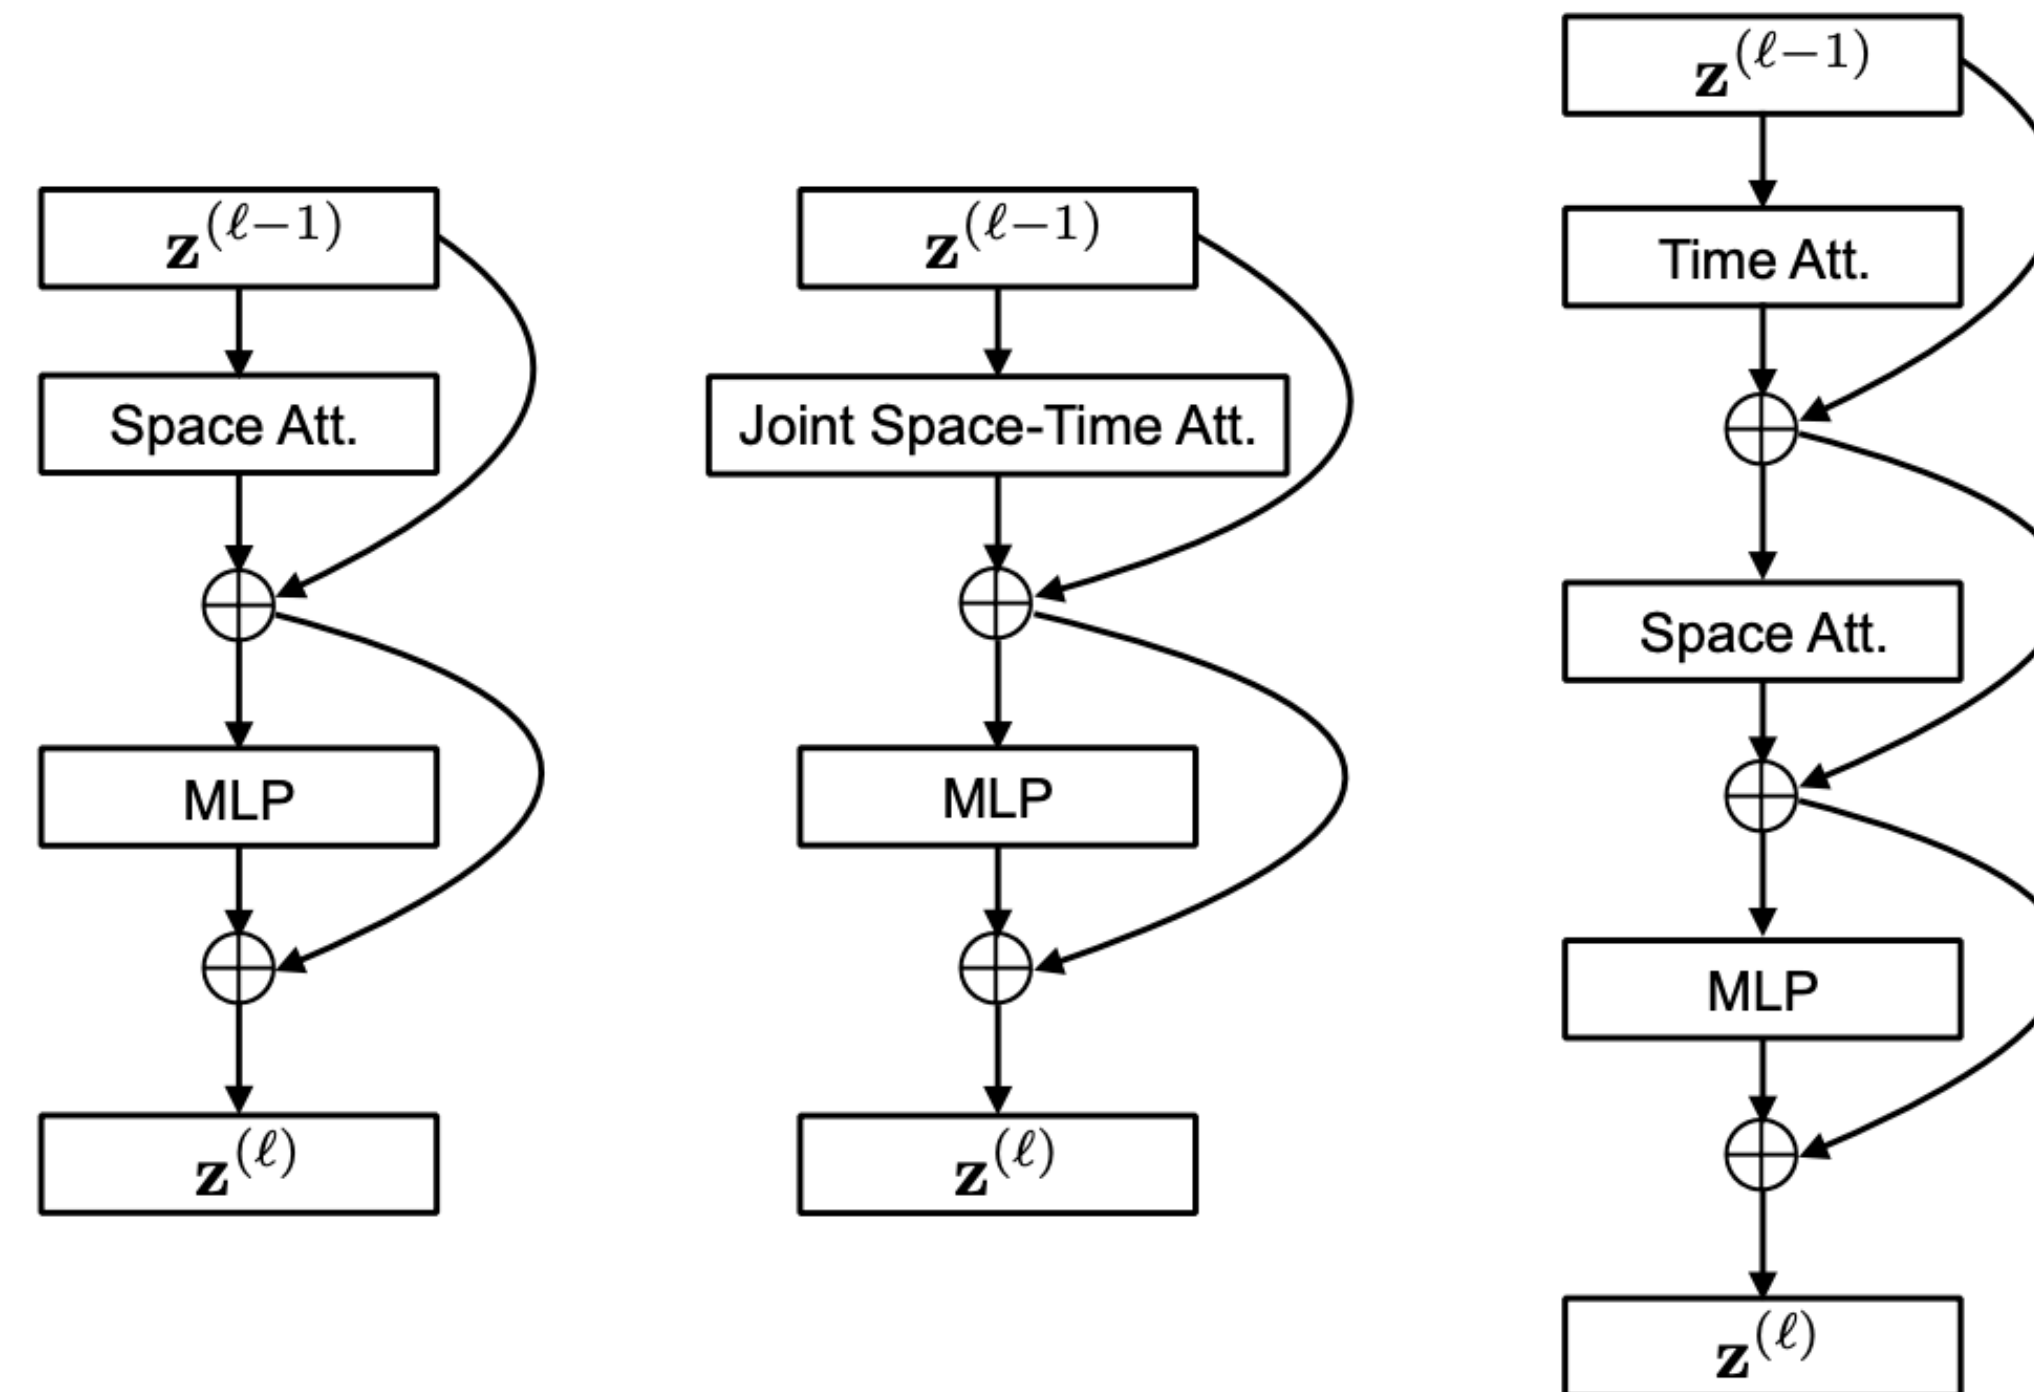 z^(ℓ−1)
Space Att.
MLP
z^(ℓ)
z^(ℓ−1)
Joint Space-Time Att.
MLP
z^(ℓ)
z^(ℓ−1)
Time Att.
Space Att.
MLP
z^(ℓ)